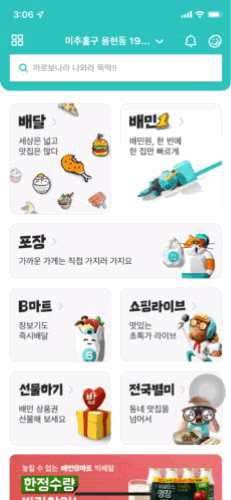 3:06
미추홀구 용현동 19...
까르보나라 나와라 뚝딱!!
배달
세상은 넓고
맛집은 많다
배민1
배민원, 한 번에
한 집만 빠르게
포장
가까운 가게는 직접 가지러 가지요
B마트
장보기도
즉시배달
쇼핑라이브
맛있는
초특가 라이브
선물하기
배민 상품권
선물해 보세요
전국별미
동네 맛집을
넘어서
놓칠 수 없는 배민B마트 빅세일
한정수량